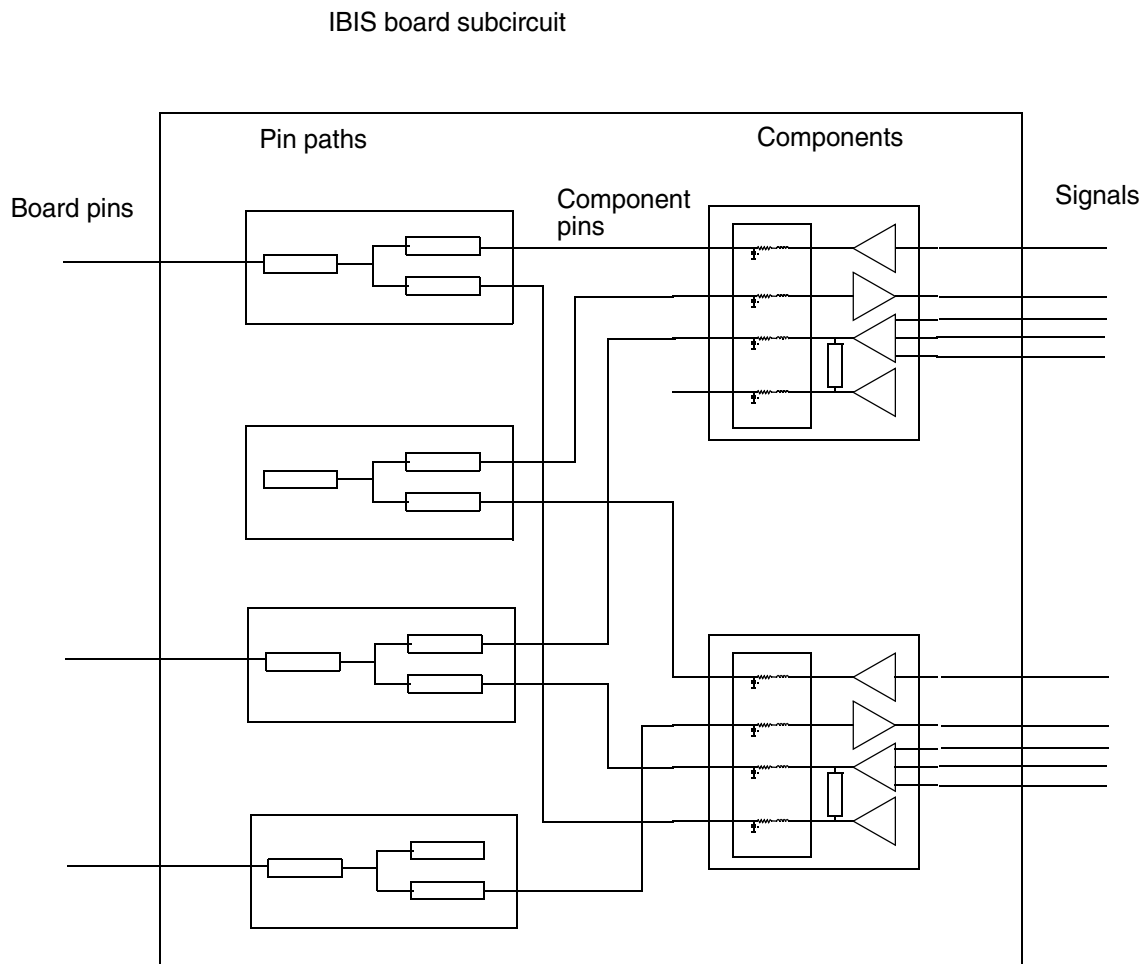 IBIS board subcircuit
Pin paths
Components
Board pins
Component
pins
Signals